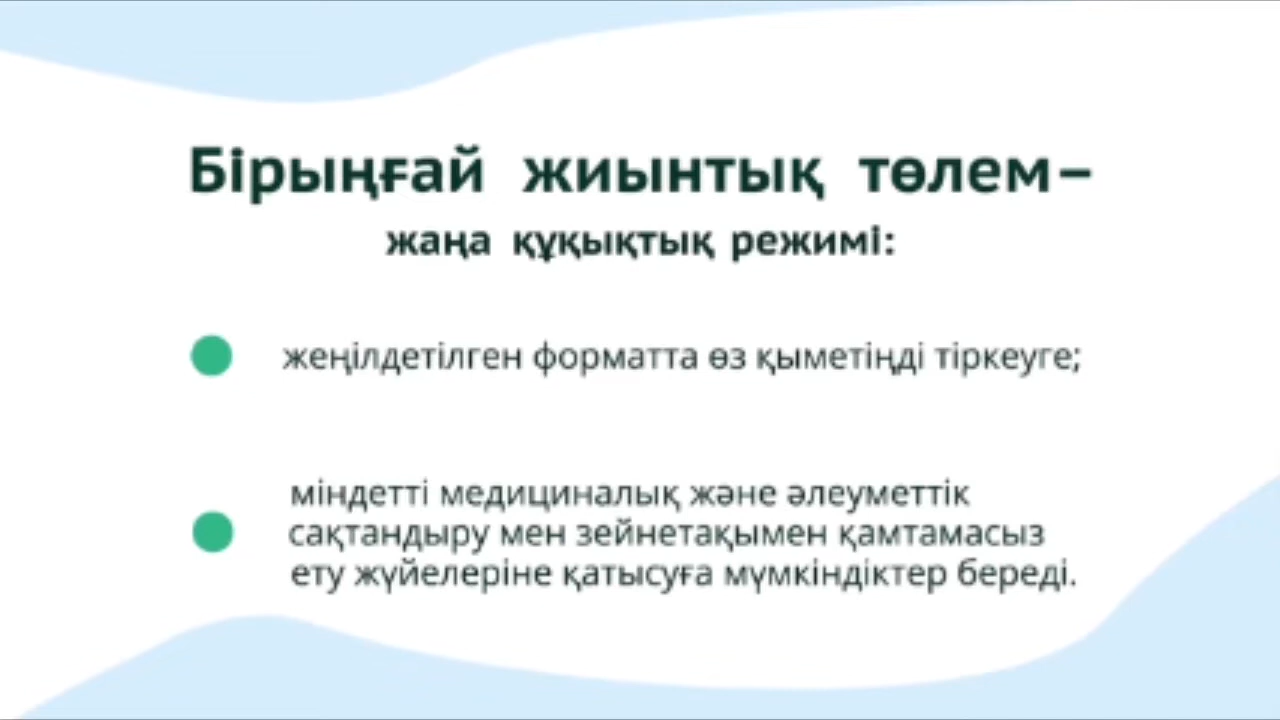 Бірыңғай жиынтық төлем–
жаңа құқықтық режимі:
жеңілдетілген форматта өз қыметіңді тіркеуге;
міндетті медициналық және әлеуметтік
сақтандыру мен зейнетақымен қамтамасыз
ету жүйелеріне қатысуға мүмкіндіктер береді.